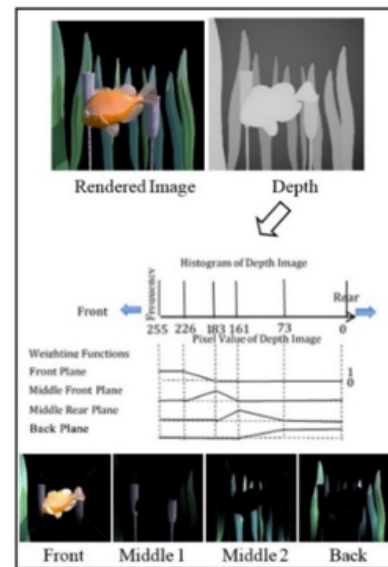 Rendered Image Depth
Histogram of Depth Image
Frequency
Front Rear
255 226 183 161 73 0
Pixel Value of Depth Image
Weighting Functions
Front Plane 1
0
Middle Front Plane
Middle Rear Plane
Back Plane
Front Middle 1 Middle 2 Back